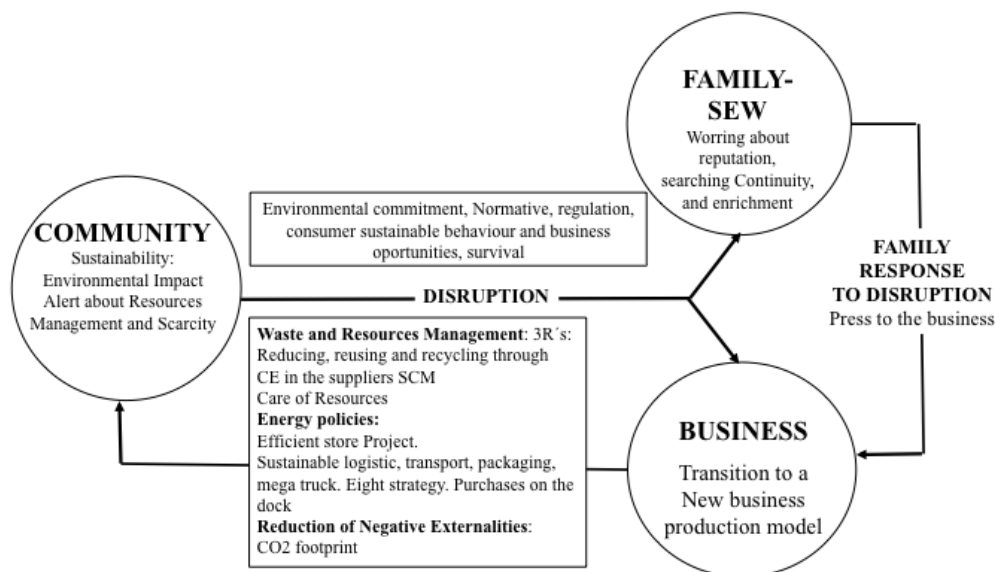 FAMILY-
SEW
Worring about
reputation,
searching Continuity,
and enrichment
Environmental commitment, Normative, regulation,
consumer sustainable behaviour and business
oportunities, survival
COMMUNITY
Sustainability:
Environmental Impact
Alert about Resources
Management and Scarcity
DISRUPTION
FAMILY
RESPONSE
TO DISRUPTION
Press to the business
Waste and Resources Management: 3R´s:
Reducing, reusing and recycling through
CE in the suppliers SCM
Care of Resources
Energy policies:
Efficient store Project.
Sustainable logistic, transport, packaging,
mega truck. Eight strategy. Purchases on the
dock
Reduction of Negative Externalities:
CO2 footprint
BUSINESS
Transition to a
New business
production model